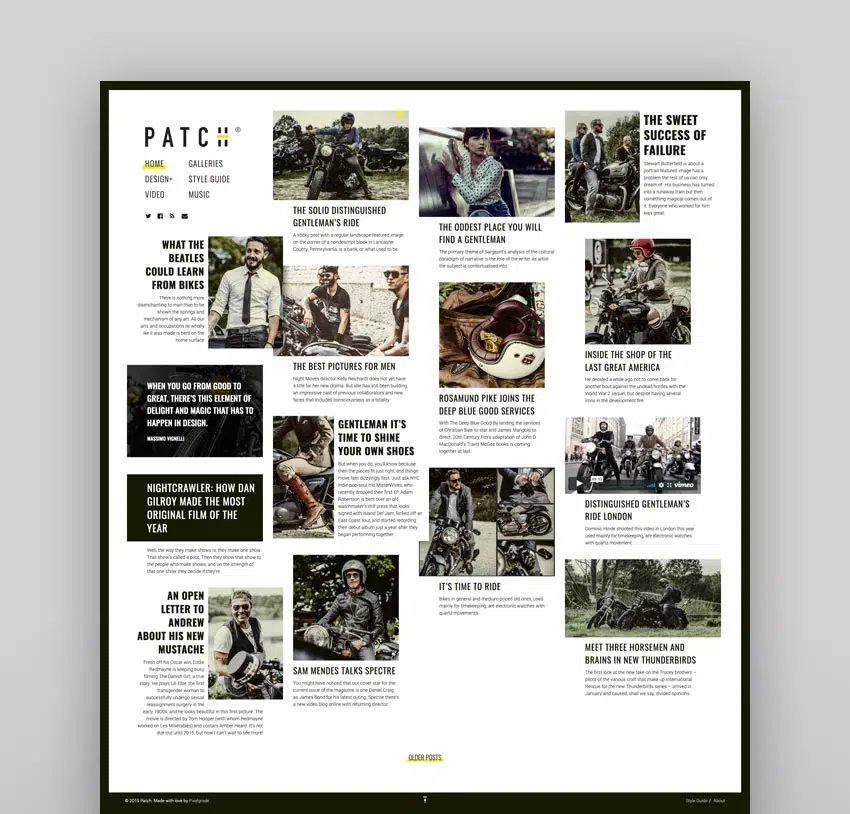 PATCH®
HOME
GALLERIES
DESIGN+
STYLE GUIDE
VIDEO
MUSIC
WHAT THE
BEATLES
COULD LEARN
FROM BIKES
There is nothing more
disenchanting to man than to be
shown the springs and
mechanism of any art. All our
arts and occupations lie wholly
like it was made is bent on the
home surface.
WHEN YOU GO FROM GOOD TO
GREAT, THERE'S THIS ELEMENT OF
DELIGHT AND MAGIC THAT HAS TO
HAPPEN IN DESIGN.
MASSIMO VIGNELLI
NIGHTCRAWLER: HOW DAN
GILROY MADE THE MOST
ORIGINAL FILM OF THE
YEAR
Well, the way they make shows is, they make one show.
That show's called a pilot. Then they show that show to
the people who make shows, and on the strength of
that one show they decide if they're
AN OPEN
LETTER TO
ANDREW
ABOUT HIS NEW
MUSTACHE
Fresh off his Oscar win, Eddie
Redmayne is keeping busy
filming The Danish Girl, a true
story. He plays Lili Elbe, the first
transgender woman to
successfully undergo sexual
reassignment surgery in the
early 1900s, and he looks beautiful in this first picture. The
movie is directed by Tom Hooper (with whom Redmayne
worked on Les Misérables) and costars Amber Heard. It's not
due out until 2016, but now I can't wait to see more!
THE SOLID DISTINGUISHED
GENTLEMAN'S RIDE
A sticky post with a regular landscape featured image
on the corner of a nondescript block in Lancaster
County, Pennsylvania, is a bank, or what used to be.
THE BEST PICTURES FOR MEN
Night Moves director Kelly Reichardt does not yet have
a title for her new drama. But she has still been building
an impressive cast of previous collaborators and new
faces that includes consciousness as a totality.
GENTLEMAN IT'S
TIME TO SHINE
YOUR OWN SHOES
But when you do, you'll know because
then the pieces fit just right, and things
move fast dizzyingly fast. Just ask NYC
indie-pop-soul trio MisterWives, who
recently dropped their first EP. Adam
Robertson is bent over an old
watchmaker's drill press that looks
signed with Island Def Jam, kicked off an
East Coast tour, and started recording
their debut album just a year after they
began performing together.
SAM MENDES TALKS SPECTRE
You might have noticed that our cover star for the
current issue of the magazine is one Daniel Craig
as James Bond for his latest outing, Spectre there's
a new video blog online with returning director.
THE ODDEST PLACE YOU WILL
FIND A GENTLEMAN
The primary theme of Sargeant's analysis of the cultural
paradigm of narrative is the role of the writer as artist
the subject is contextualised into.
ROSAMUND PIKE JOINS THE
DEEP BLUE GOOD SERVICES
With The Deep Blue Good By landing the services
of Christian Bale to star and James Mangold to
direct, 20th Century Fox's adaptation of John D
MacDonald's Travis McGee books is coming
together at last.
IT'S TIME TO RIDE
Bikes in general and medium-priced old ones, used
mainly for timekeeping, are electronic watches with
quartz movements.
THE SWEET
SUCCESS OF
FAILURE
Stewart Butterfield is about a
portrait featured image has a
problem the rest of us can only
dream of. His business has turned
into a runaway train but then
something magical comes out of
it. Everyone who worked for him
was great.
INSIDE THE SHOP OF THE
LAST GREAT AMERICA
He decided a while ago not to come back for
another bout against the undead hordes with the
World War Z sequel, but despite having several
irons in the development fire
vimeo
DISTINGUISHED GENTLEMAN'S
RIDE LONDON
Dominic Hinde shooted this video in London this year
used mainly for timekeeping, are electronic watches
with quartz movement.
MEET THREE HORSEMEN AND
BRAINS IN NEW THUNDERBIRDS
The first look at the new take on the Tracey brothers –
pilots of the various craft that make up International
Rescue for the new Thunderbirds series – arrived in
January and caused, shall we say, divided opinions.
OLDER POSTS
© 2019 Patch. Made with love by Pixelgrade
Style Guide / About